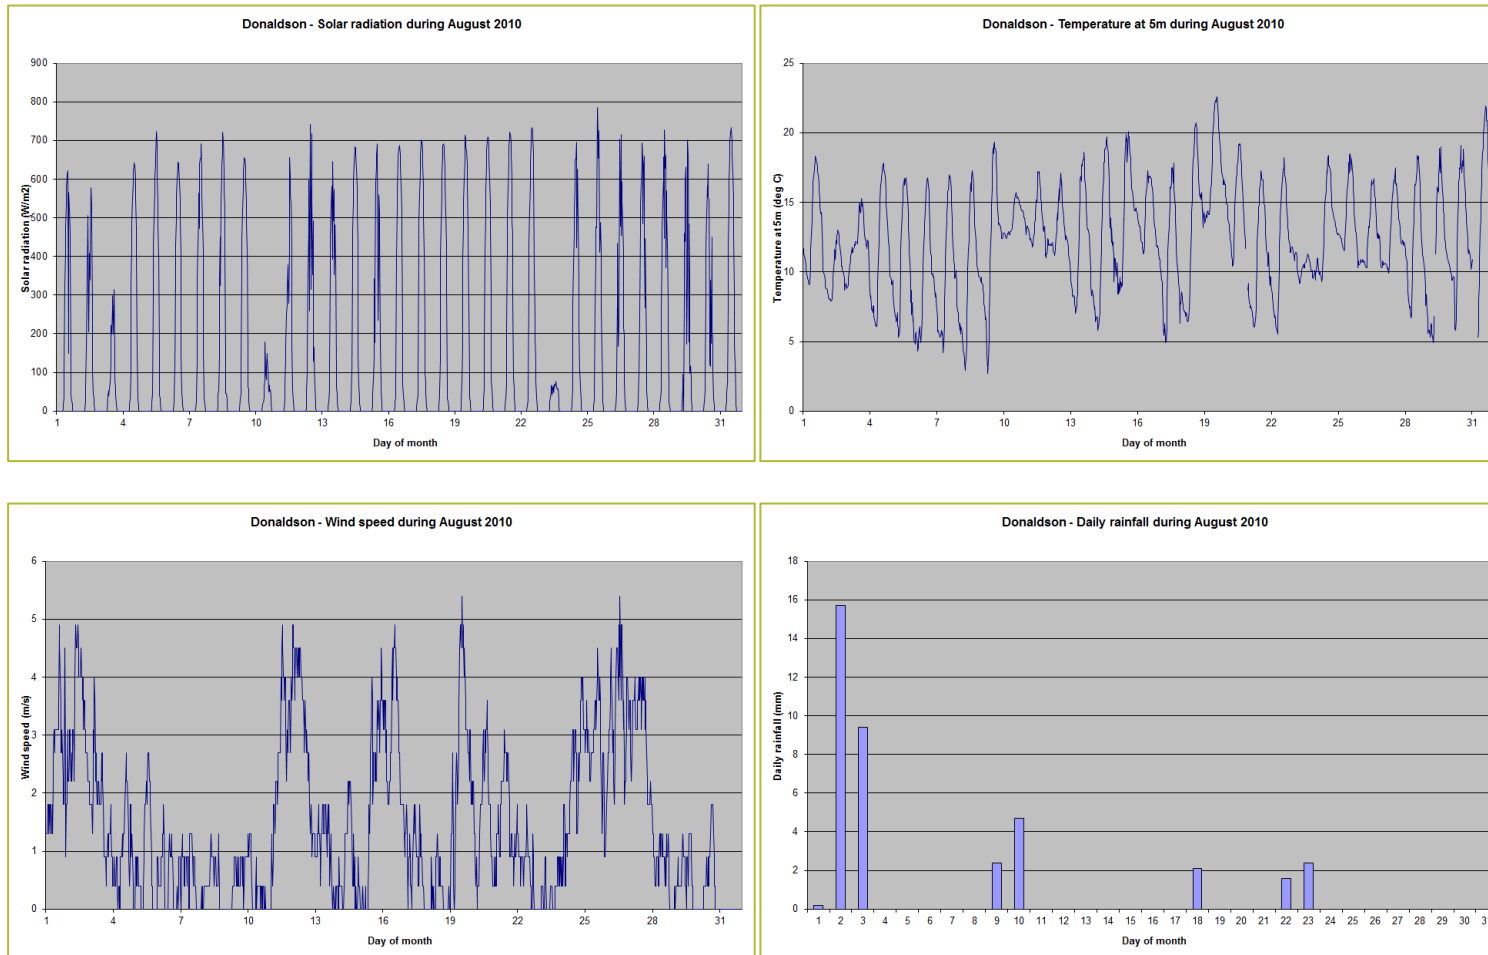 Donaldson - Solar radiation during August 2010
900
800
700
600
500
400
300
200
100
0
Solar radiation (W/m2)
1 4 7 10 13 16 19 22 25 28 31
Day of month
Donaldson - Temperature at 5m during August 2010
25
20
15
10
5
0
Temperature at 5m (deg C)
1 4 7 10 13 16 19 22 25 28 31
Day of month
Donaldson - Wind speed during August 2010
6
5
4
3
2
1
0
Wind speed (m/s)
1 4 7 10 13 16 19 22 25 28 31
Day of month
Donaldson - Daily rainfall during August 2010
18
16
14
12
10
8
6
4
2
0
Daily rainfall (mm)
1 2 3 4 5 6 7 8 9 10 11 12 13 14 15 16 17 18 19 20 21 22 23 24 25 26 27 28 29 30 31
Day of month